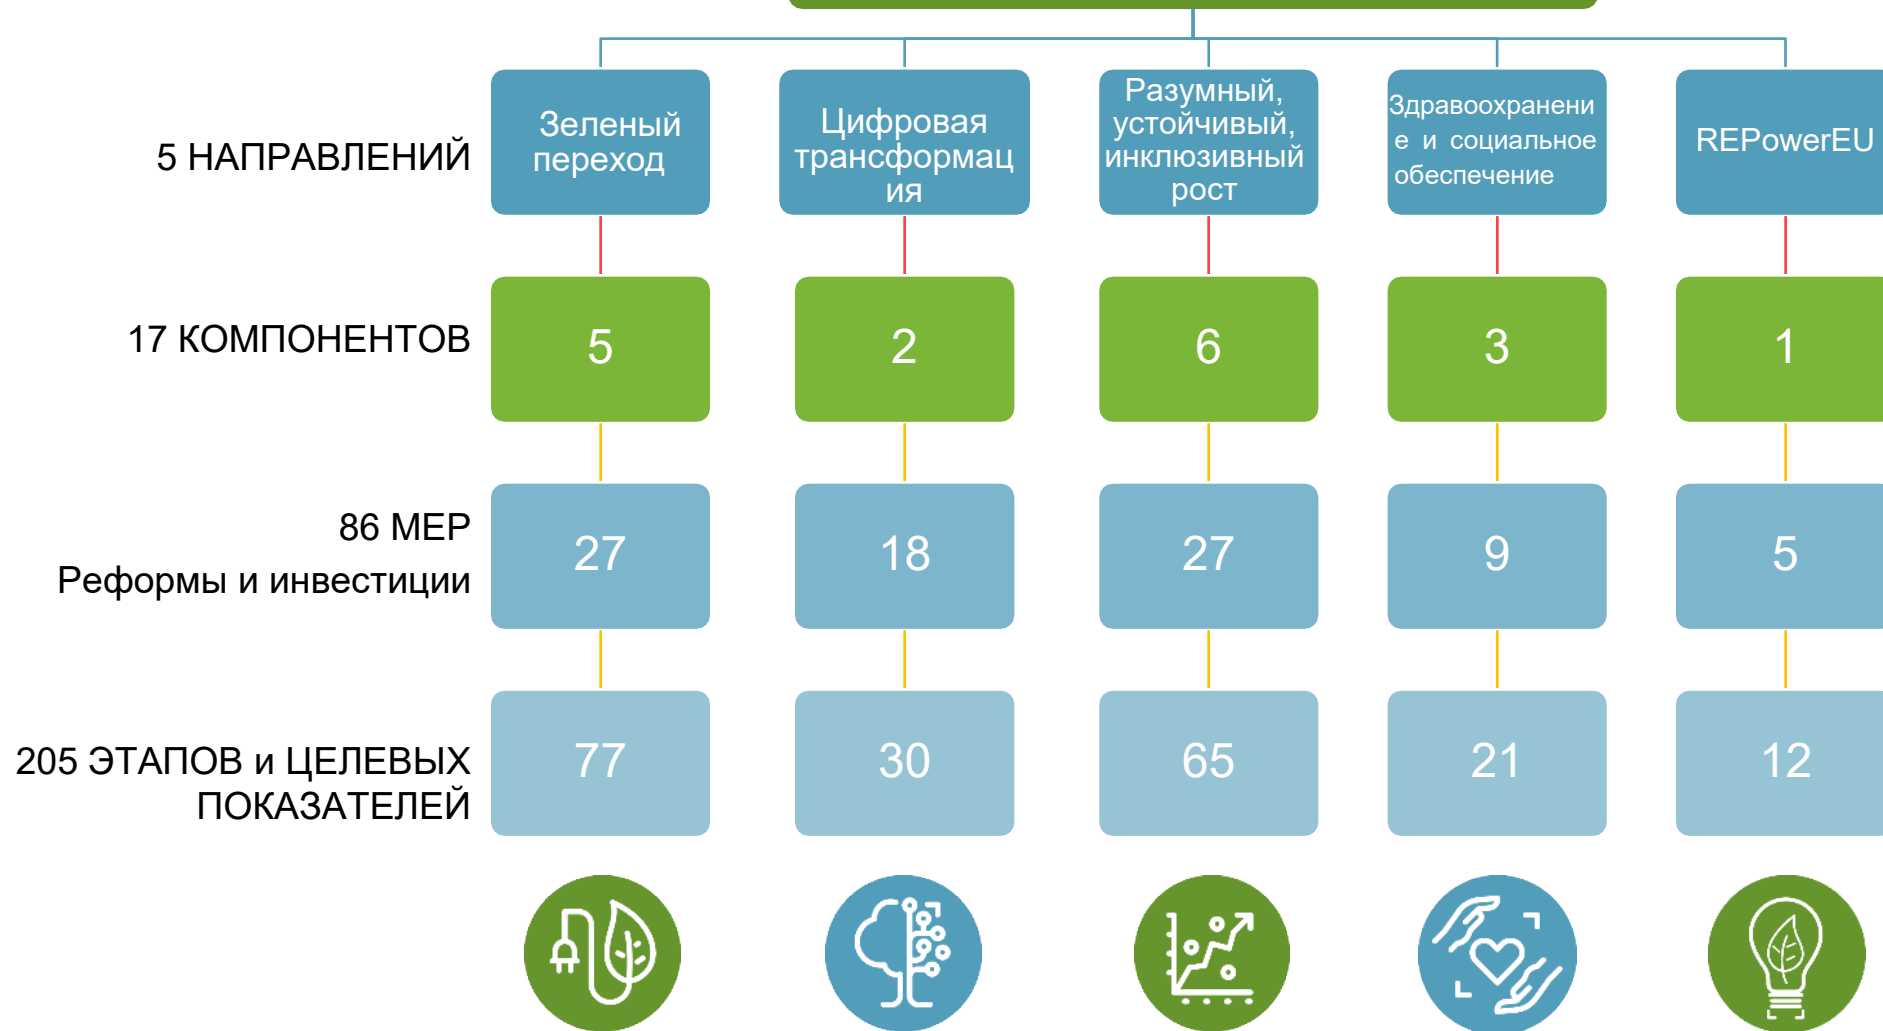 5 НАПРАВЛЕНИЙ
Зеленый
переход
Цифровая
трансформац
ия
Разумный,
устойчивый,
инклюзивный
рост
Здравоохранени
е и социальное
обеспечение
REPowerEU
17 КОМПОНЕНТОВ
5
2
6
3
1
86 МЕР
Реформы и инвестиции
27
18
27
9
5
205 ЭТАПОВ и ЦЕЛЕВЫХ
ПОКАЗАТЕЛЕЙ
77
30
65
21
12